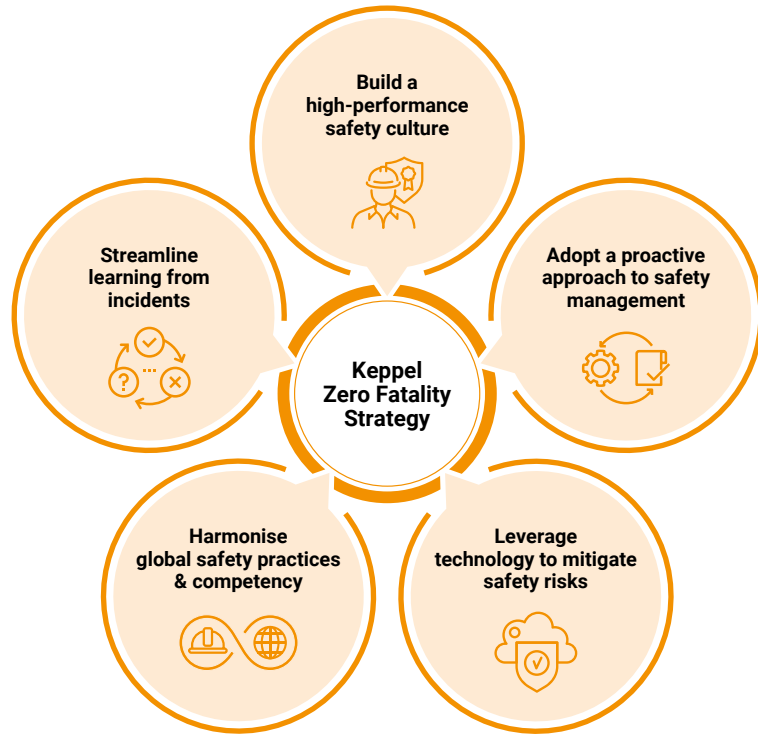 Build a
high-performance
safety culture
Streamline
learning from
incidents
Adopt a proactive
approach to safety
management
Keppel
Zero Fatality
Strategy
Harmonise
global safety practices
& competency
Leverage
technology to mitigate
safety risks